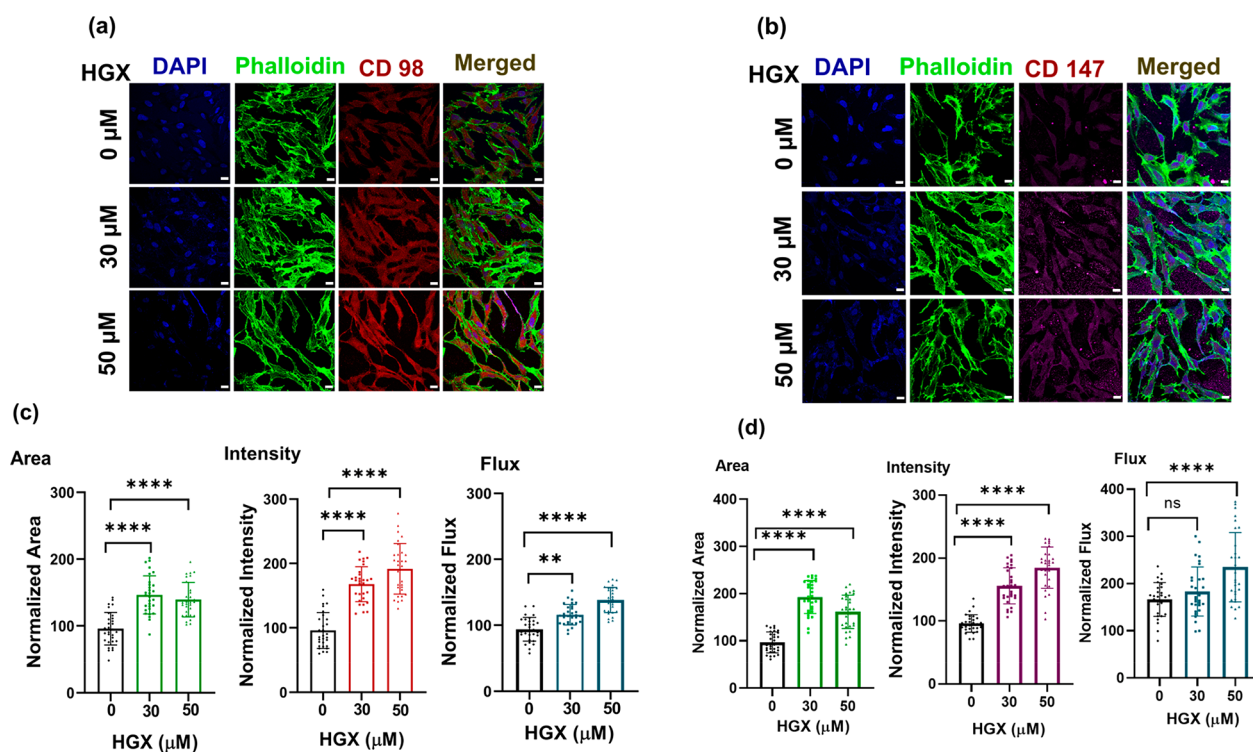 (a)
HGX DAPI Phalloidin CD 98 Merged
0 µM
30 µM
50 µM
(b)
HGX DAPI Phalloidin CD 147 Merged
0 µM
30 µM
50 µM
(c)
Area
Normalized Area
300
200
100
0
****
****
0 30 50
HGX (µM)
Intensity
Normalized Intensity
300
200
100
0
****
****
0 30 50
HGX (µM)
Flux
Normalized Flux
300
200
100
0
****
**
0 30 50
HGX (µM)
(d)
Area
Normalized Area
400
300
200
100
0
****
****
0 30 50
HGX (µM)
Intensity
Normalized Intensity
300
200
100
0
****
****
0 30 50
HGX (µM)
Flux
Normalized Flux
400
300
200
100
0
****
ns
0 30 50
HGX (µM)